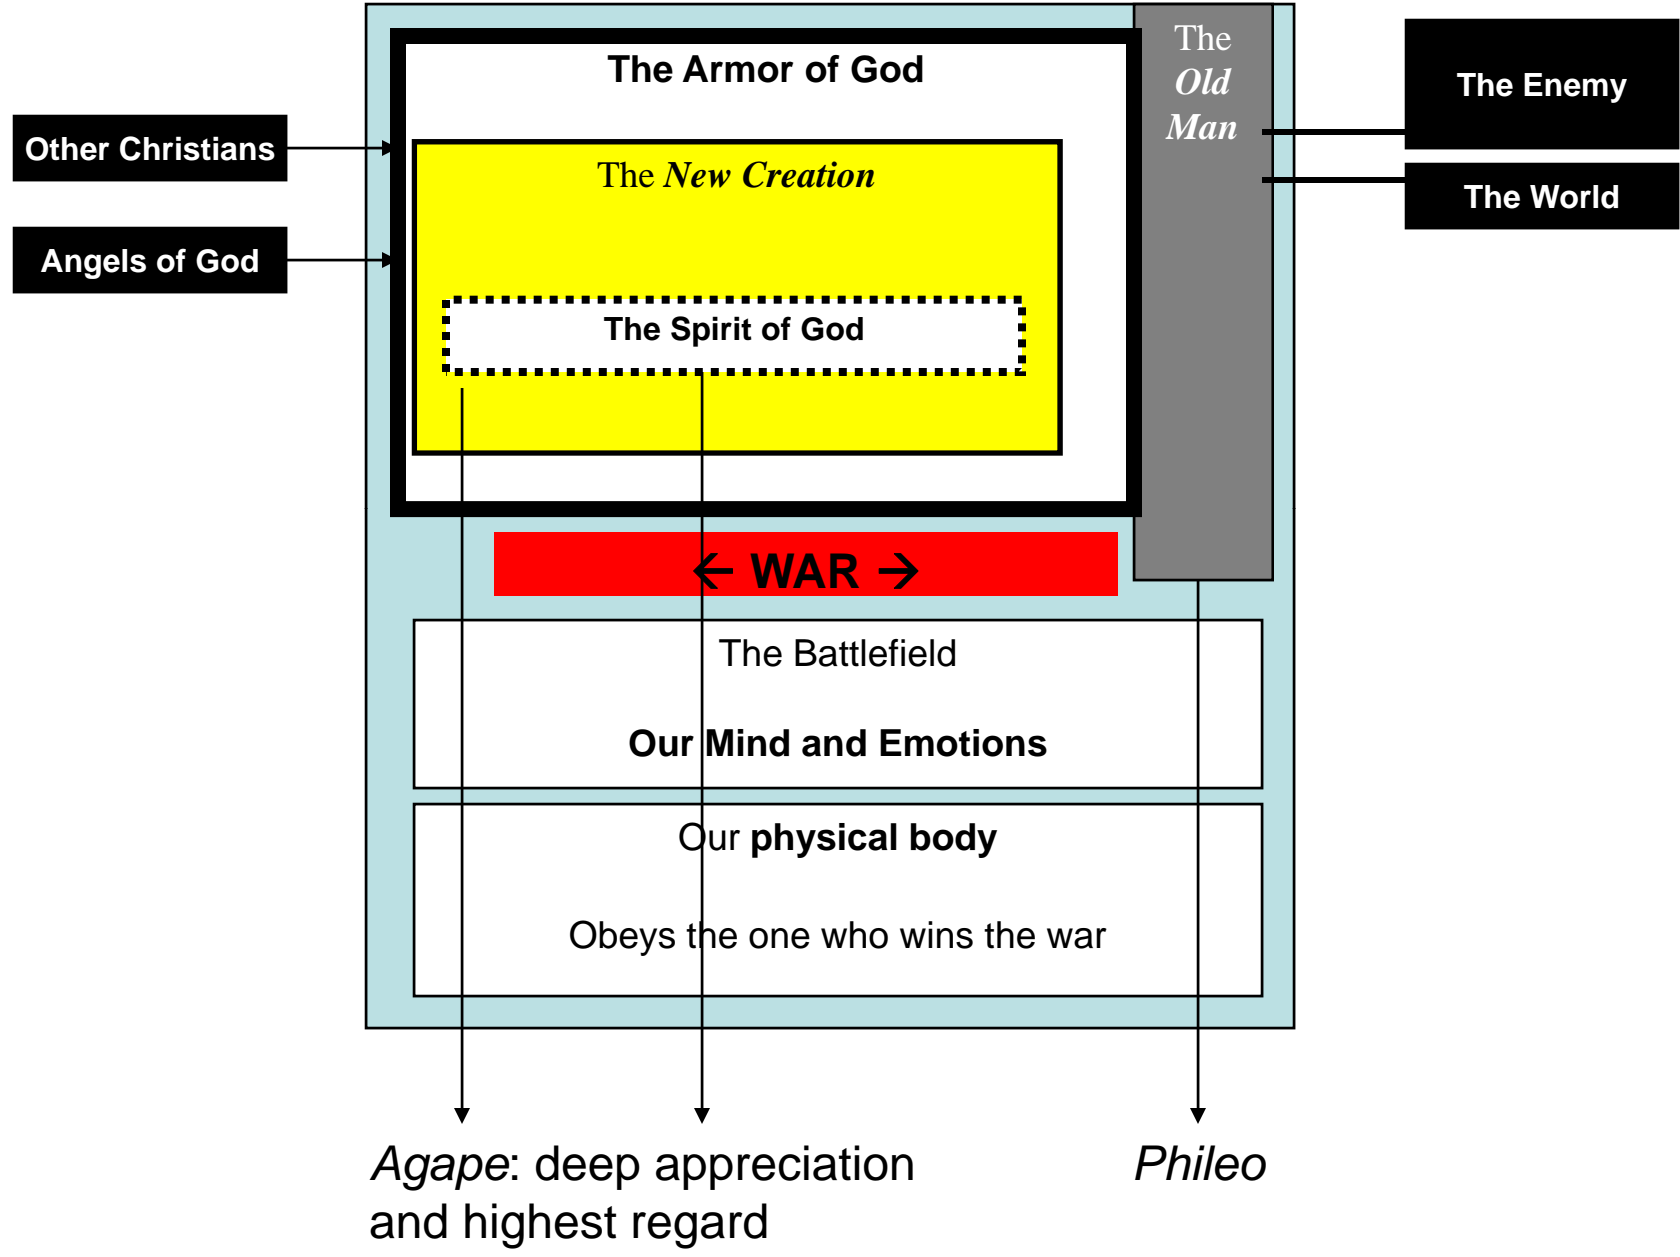 The Armor of God
The
Old
Man
The Enemy
Other Christians
The New Creation
The World
Angels of God
The Spirit of God
← WAR →
The Battlefield
Our Mind and Emotions
Our physical body
Obeys the one who wins the war
Agape: deep appreciation
and highest regard
Phileo